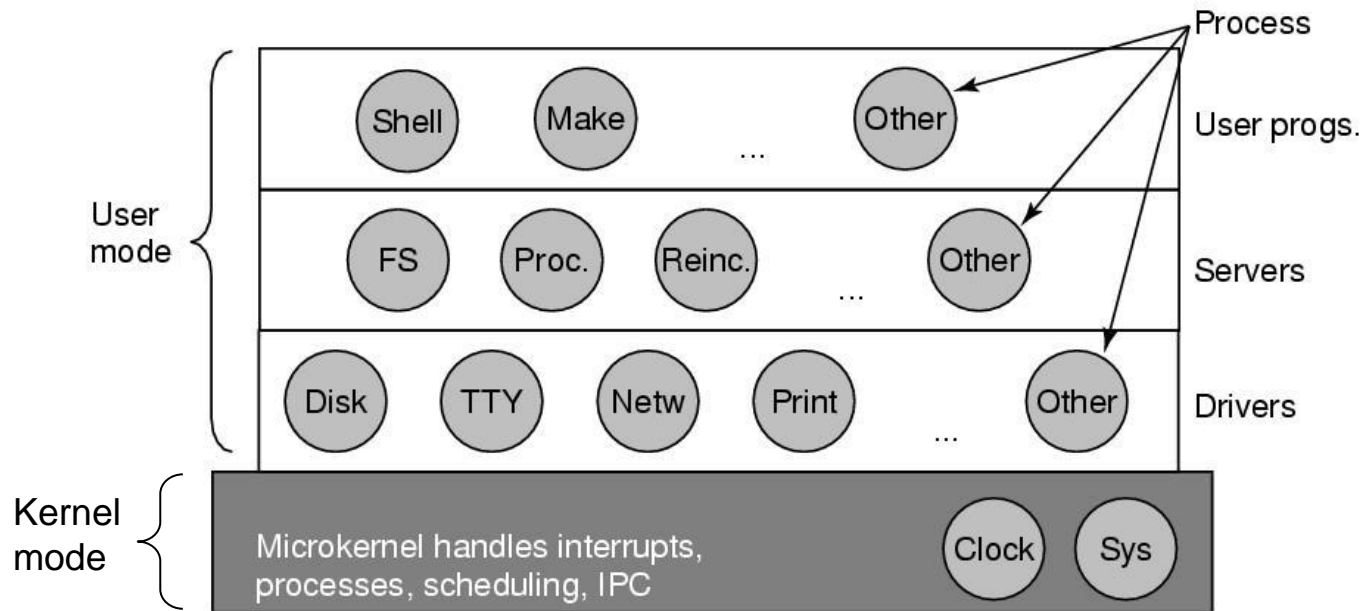 Process
Shell
Make
...
Other
User progs.
User
mode
FS
Proc.
Reinc.
...
Other
Servers
Disk
TTY
Netw
Print
...
Other
Drivers
Kernel
mode
Microkernel handles interrupts,
processes, scheduling, IPC
Clock
Sys